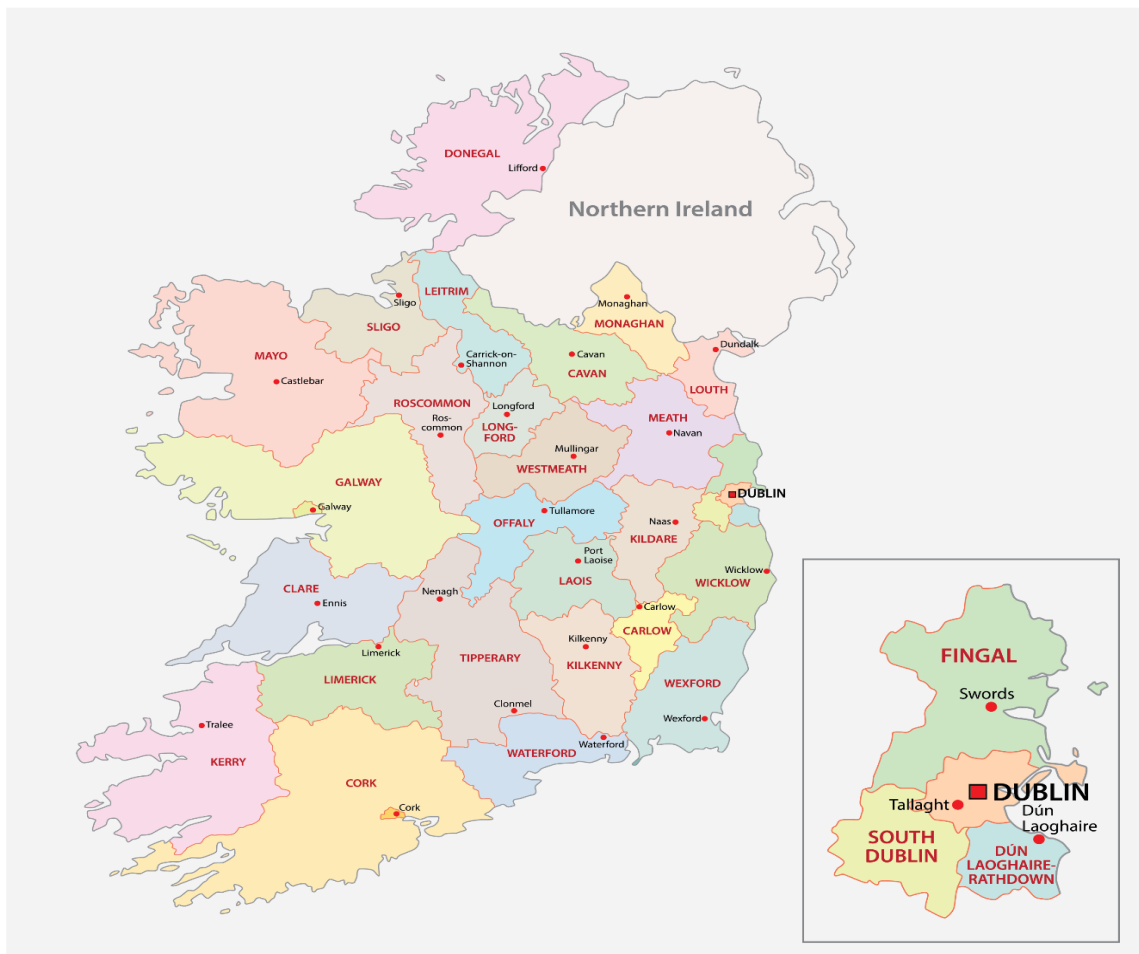 DONEGAL
Lifford
Northern Ireland
LEITRIM
Sligo
SLIGO
Monaghan
MONAGHAN
MAYO
Castlebar
Carrick-on-
Shannon
Cavan
CAVAN
Dundalk
LOUTH
ROSCOMMON
Ros-
common
Longford
LONG-
FORD
MEATH
Navan
Mullingar
WESTMEATH
GALWAY
Galway
DUBLIN
OFFALY
Tullamore
Naas
KILDARE
Port
Laoise
LAOIS
Wicklow
WICKLOW
CLARE
Ennis
Nenagh
Carlow
CARLOW
Kilkenny
KILKENNY
Limerick
LIMERICK
TIPPERARY
Clonmel
WEXFORD
Wexford
Tralee
KERRY
Waterford
WATERFORD
CORK
Cork
FINGAL
Swords
DUBLIN
Tallaght
Dún
Laoghaire
SOUTH
DUBLIN
DÚN
LAOGHAIRE-
RATHDOWN